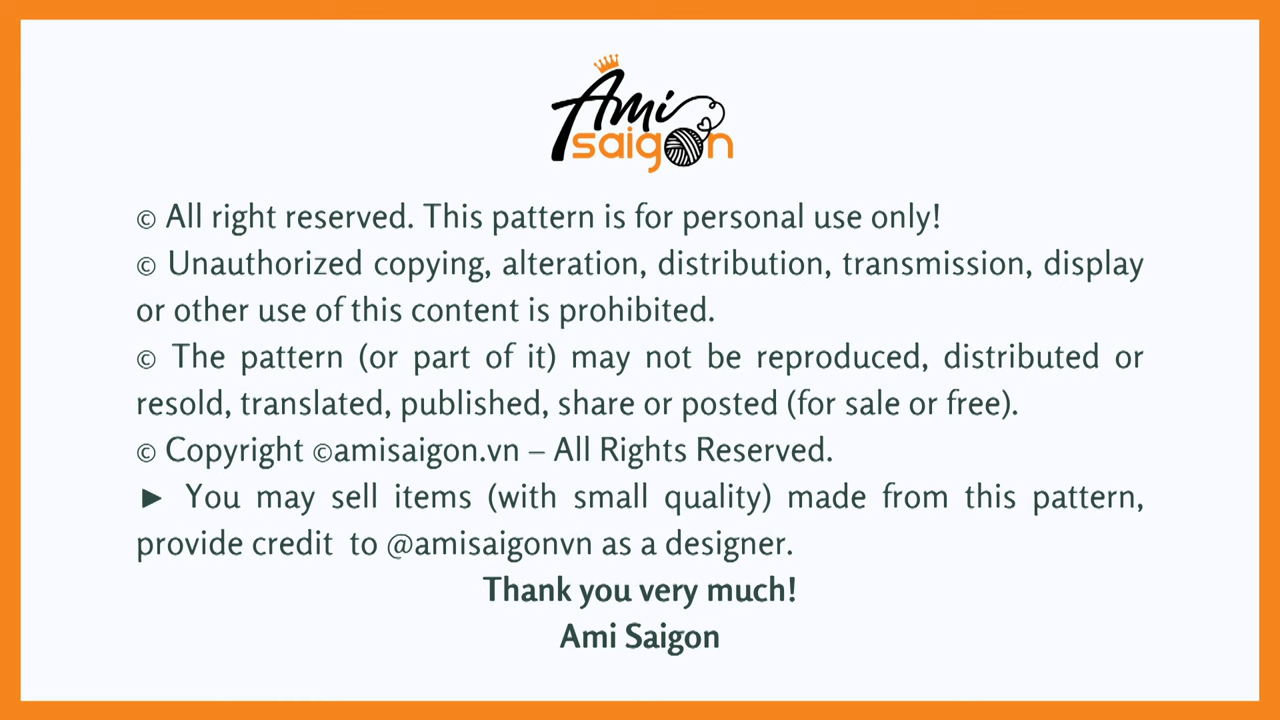 Ami
saigon
© All right reserved. This pattern is for personal use only!
© Unauthorized copying, alteration, distribution, transmission, display
or other use of this content is prohibited.
© The pattern (or part of it) may not be reproduced, distributed or
resold, translated, published, share or posted (for sale or free).
© Copyright ©amisaigon.vn – All Rights Reserved.
► You may sell items (with small quality) made from this pattern,
provide credit  to @amisaigonvn as a designer.
Thank you very much!
Ami Saigon